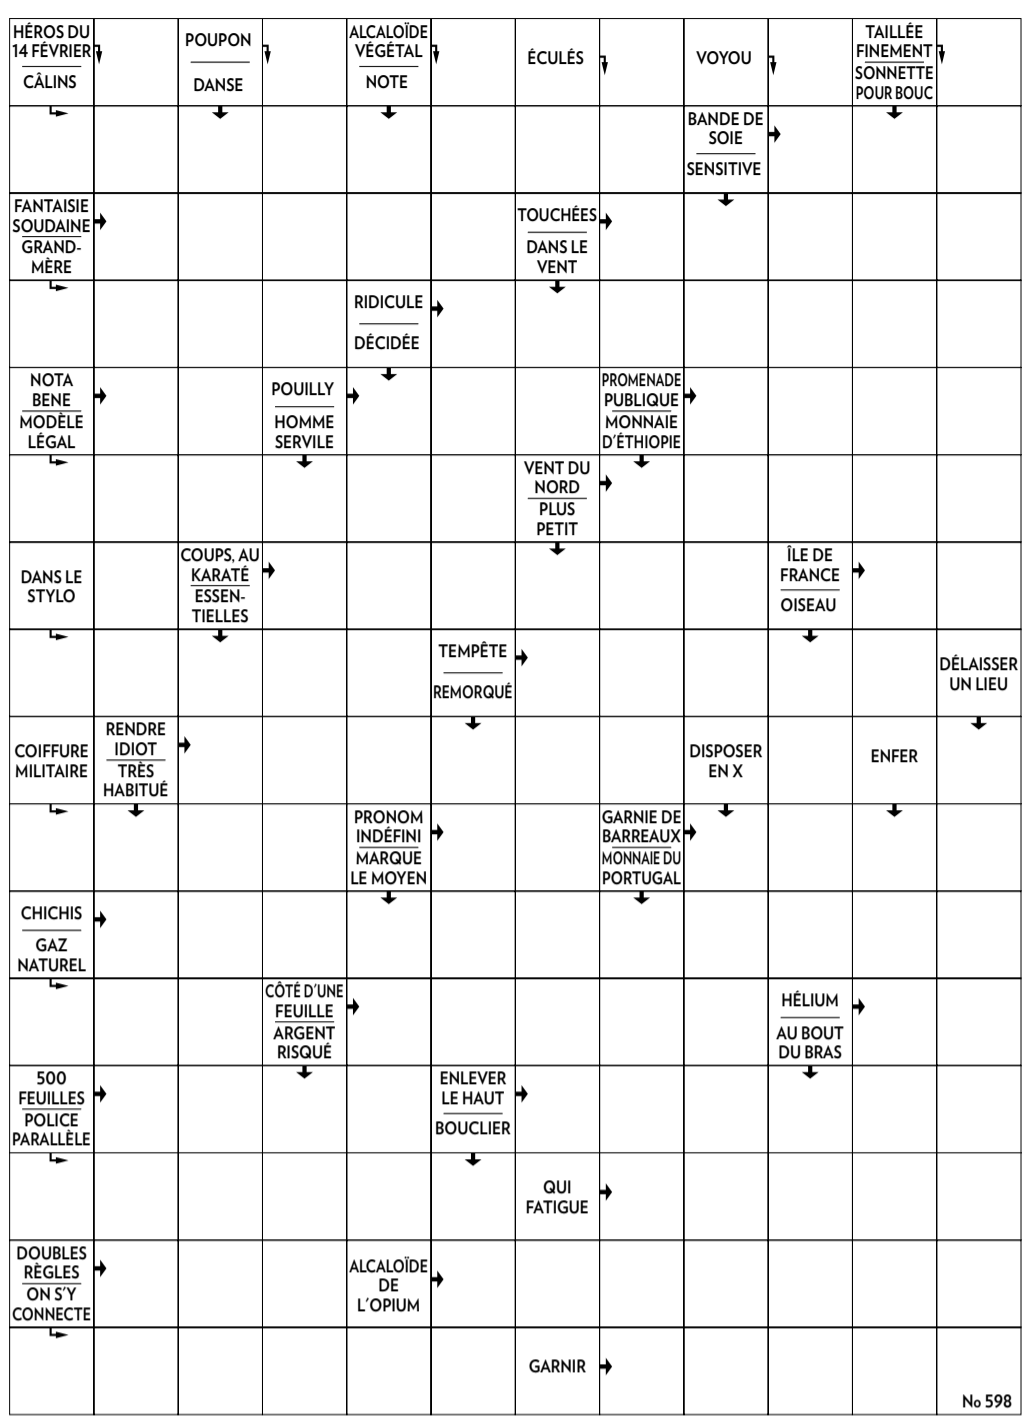 HÉROS DU
14 FÉVRIER
CÂLINS
POUPON
DANSE
ALCALOÏDE
VÉGÉTAL
NOTE
ÉCULÉS
VOYOU
TAILLÉE
FINEMENT
SONNETTE
POUR BOUC
BANDE DE
SOIE
SENSITIVE
FANTAISIE
SOUDAINE
GRAND-
MÈRE
TOUCHÉES
DANS LE
VENT
RIDICULE
DÉCIDÉE
NOTA
BENE
MODÈLE
LÉGAL
POUILLY
HOMME
SERVILE
PROMENADE
PUBLIQUE
MONNAIE
D'ÉTHIOPIE
VENT DU
NORD
PLUS
PETIT
DANS LE
STYLO
COUPS, AU
KARATÉ
ESSEN-
TIELLES
ÎLE DE
FRANCE
OISEAU
TEMPÊTE
REMORQUÉ
DÉLAISSER
UN LIEU
COIFFURE
MILITAIRE
RENDRE
IDIOT
TRÈS
HABITUÉ
DISPOSER
EN X
ENFER
PRONOM
INDÉFINI
MARQUE
LE MOYEN
GARNIE DE
BARREAUX
MONNAIE DU
PORTUGAL
CHICHIS
GAZ
NATUREL
CÔTÉ D'UNE
FEUILLE
ARGENT
RISQUÉ
HÉLIUM
AU BOUT
DU BRAS
500
FEUILLES
POLICE
PARALLÈLE
ENLEVER
LE HAUT
BOUCLIER
QUI
FATIGUE
DOUBLES
RÈGLES
ON S'Y
CONNECTE
ALCALOÏDE
DE
L'OPIUM
GARNIR
No 598